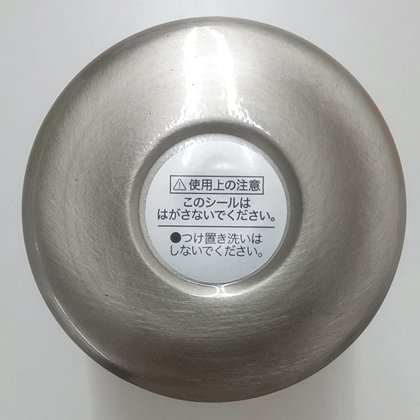 ⚠使用上の注意
このシールは
はがさないでください。
●つけ置き洗いは
しないでください。